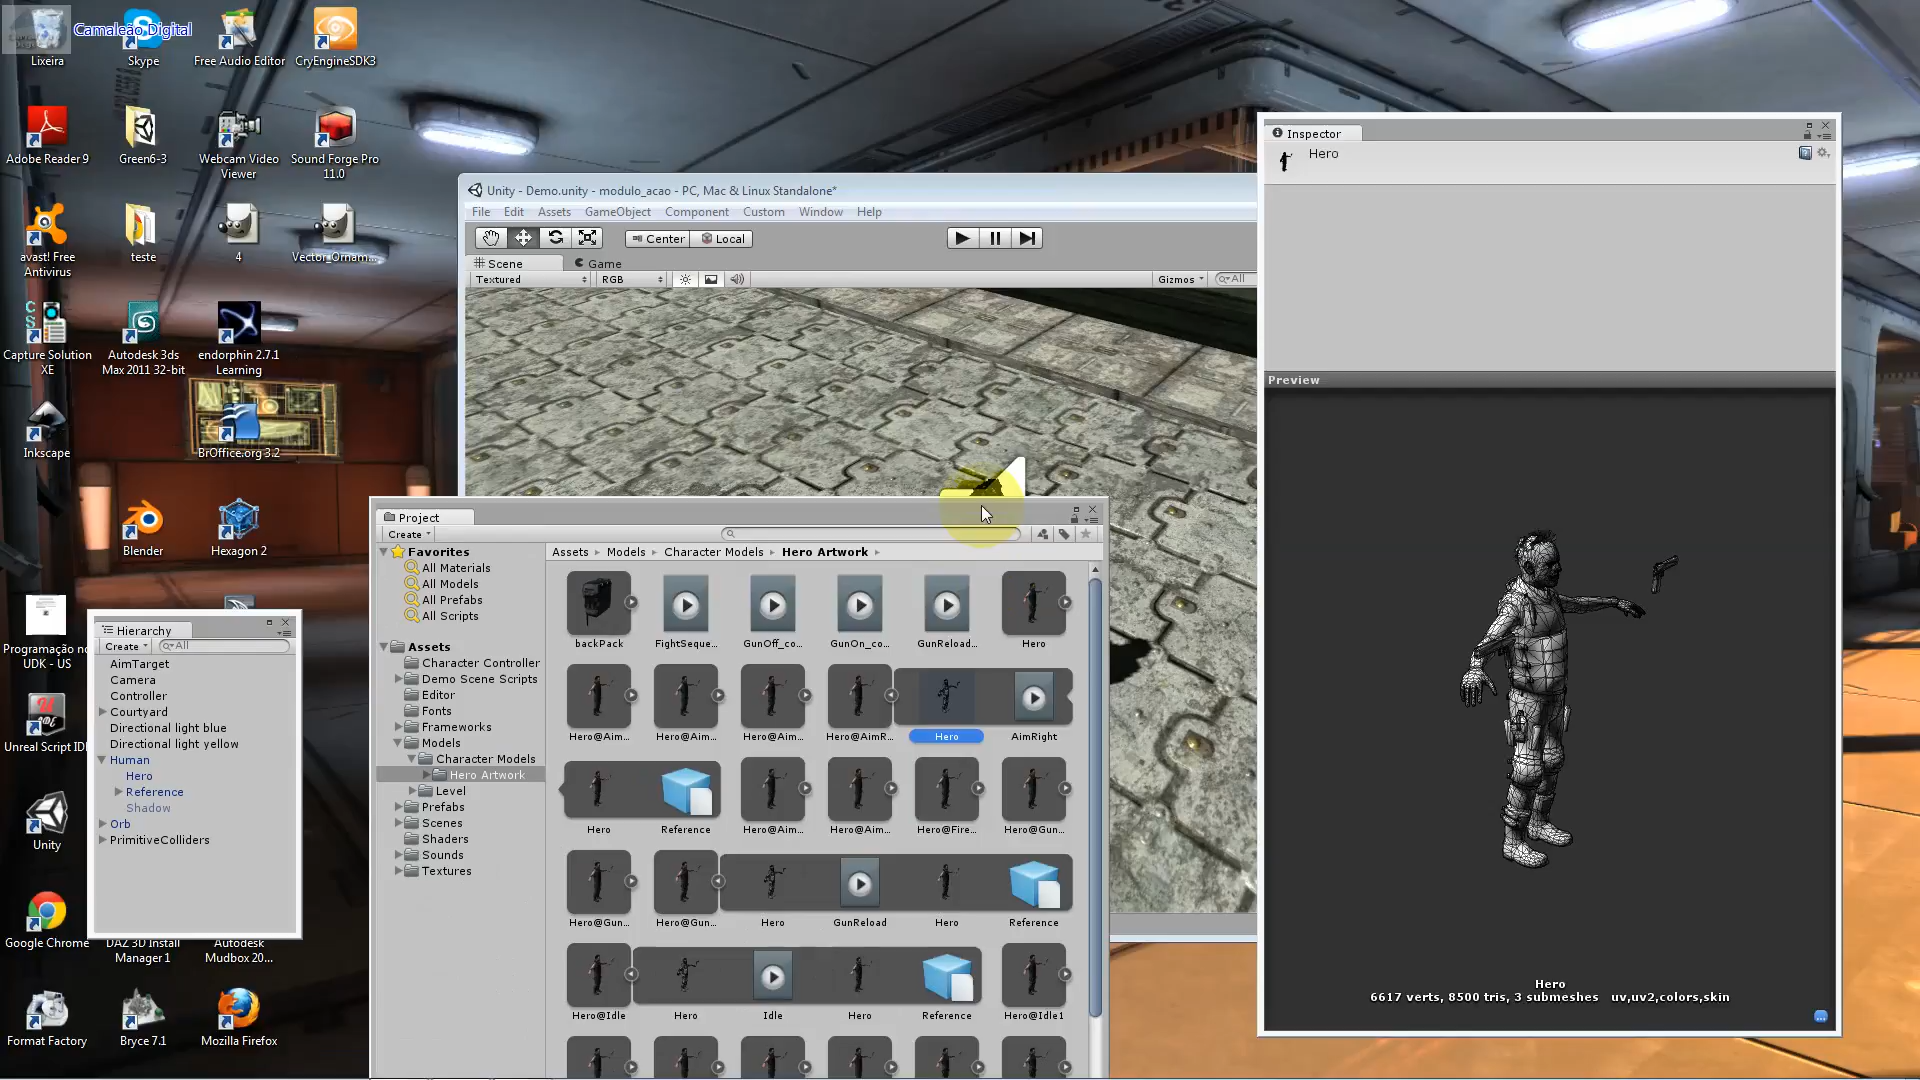 Camaleão Digital
Lixeira
Skype
Free Audio Editor
CryEngineSDK3
Adobe Reader 9
Green6-3
Webcam Video Viewer
Sound Forge Pro 11.0
avast! Free Antivirus
teste
4
Vector_Ornam...
Capture Solution XE
Autodesk 3ds Max 2011 32-bit
endorphin 2.7.1 Learning
Inkscape
BrOffice.org 3.2
Blender
Hexagon 2
Programação no UDK - US
Unreal Script IDE
Unity
Google Chrome
DAZ 3D Install Manager 1
Autodesk Mudbox 20...
Format Factory
Bryce 7.1
Mozilla Firefox
Hierarchy
Create
All
AimTarget
Camera
Controller
Courtyard
Directional light blue
Directional light yellow
Human
Hero
Reference
Shadow
Orb
PrimitiveColliders
Unity - Demo.unity - modulo_acao - PC, Mac & Linux Standalone*
File Edit Assets GameObject Component Custom Window Help
Center Local
Scene Game
Textured RGB Gizmos All
Project
Create
Favorites
All Materials
All Models
All Prefabs
All Scripts
Assets
Character Controller
Demo Scene Scripts
Editor
Fonts
Frameworks
Models
Character Models
Hero Artwork
Level
Prefabs
Scenes
Shaders
Sounds
Textures
Assets Models Character Models Hero Artwork
backPack FightSeque... GunOff_co... GunOn_co... GunReload... Hero
Hero@Aim... Hero@Aim... Hero@Aim... Hero@AimR... Hero AimRight
Hero Reference Hero@Aim... Hero@Aim... Hero@Fire... Hero@Gun...
Hero@Gun... Hero@Gun... Hero GunReload Hero Reference
Hero@Idle Hero Idle Hero Reference Hero@Idle1
Inspector
Hero
Preview
Hero
6617 verts, 8500 tris, 3 submeshes uv,uv2,colors,skin